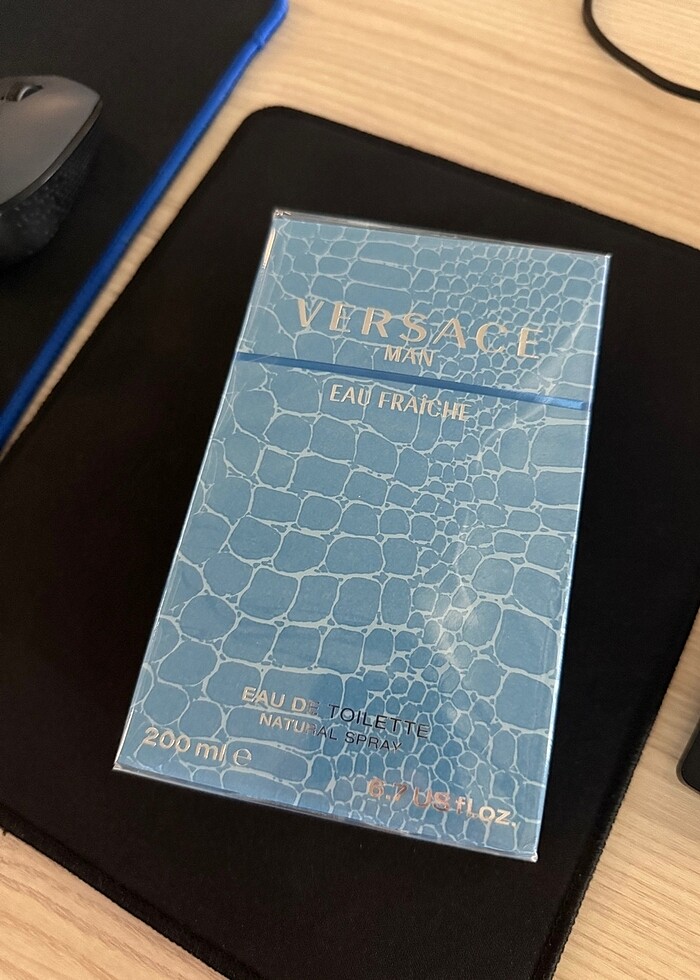 VERSACE
MAN
EAU FRAÎCHE
EAU DE TOILETTE
NATURAL SPRAY
200 ml ℮
6.7 US fl.oz.